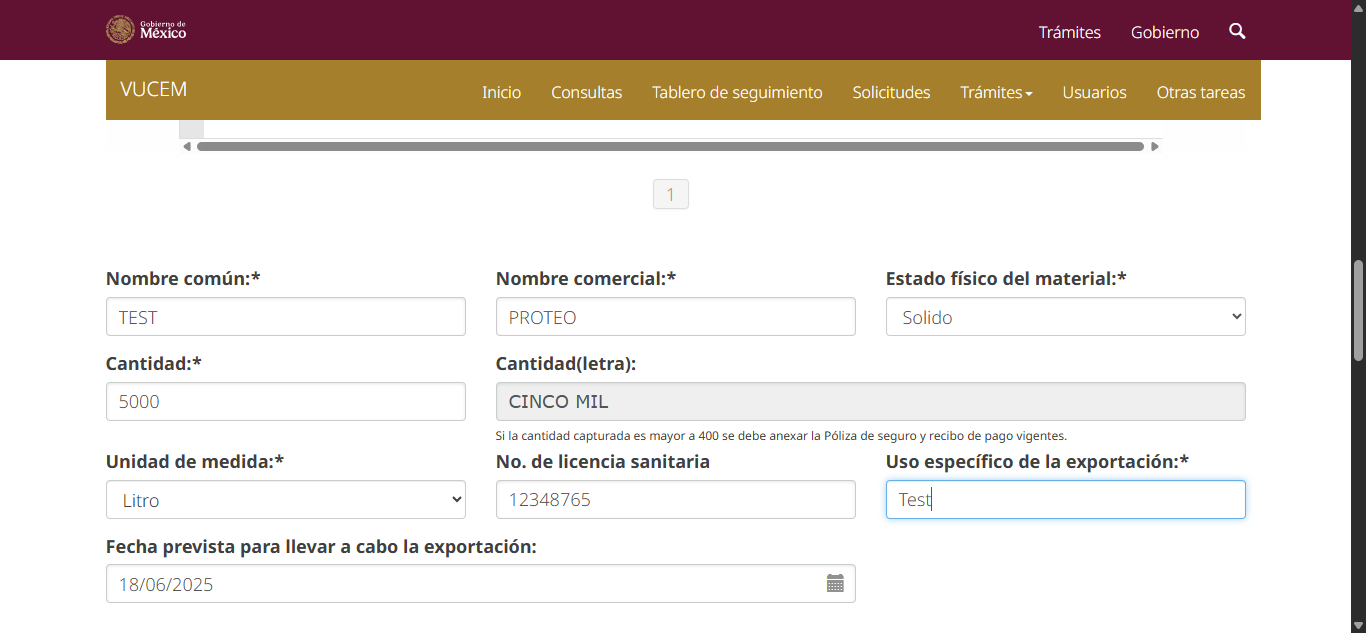 Gobierno de
México
Trámites
Gobierno
VUCEM
Inicio
Consultas
Tablero de seguimiento
Solicitudes
Trámites
Usuarios
Otras tareas
1
Nombre común:*
Nombre comercial:*
Estado físico del material:*
TEST
PROTEO
Solido
Cantidad:*
Cantidad(letra):
5000
CINCO MIL
Si la cantidad capturada es mayor a 400 se debe anexar la Póliza de seguro y recibo de pago vigentes.
Unidad de medida:*
No. de licencia sanitaria
Uso específico de la exportación:*
Litro
12348765
Test
Fecha prevista para llevar a cabo la exportación:
18/06/2025